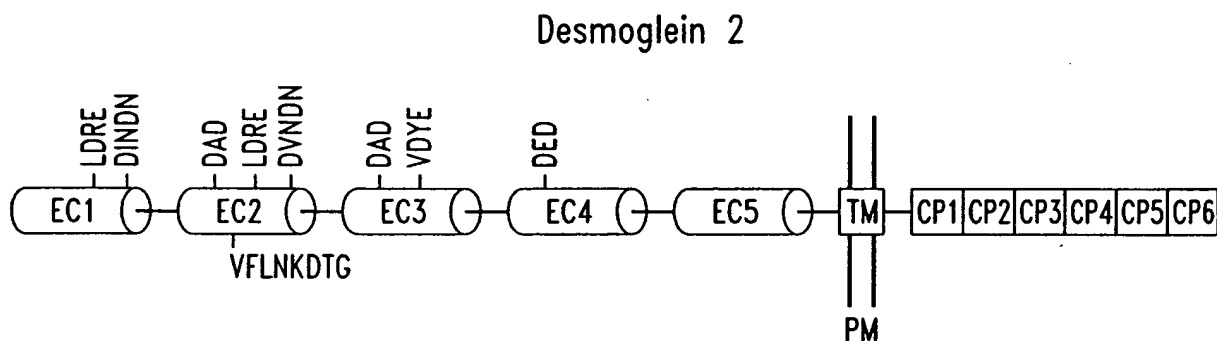 Desmoglein 2
LDRE
DINDN
DAD
LDRE
DVNDN
DAD
VDYE
DED
EC1
EC2
EC3
EC4
EC5
TM
CP1
CP2
CP3
CP4
CP5
CP6
VFLNKDTG
PM